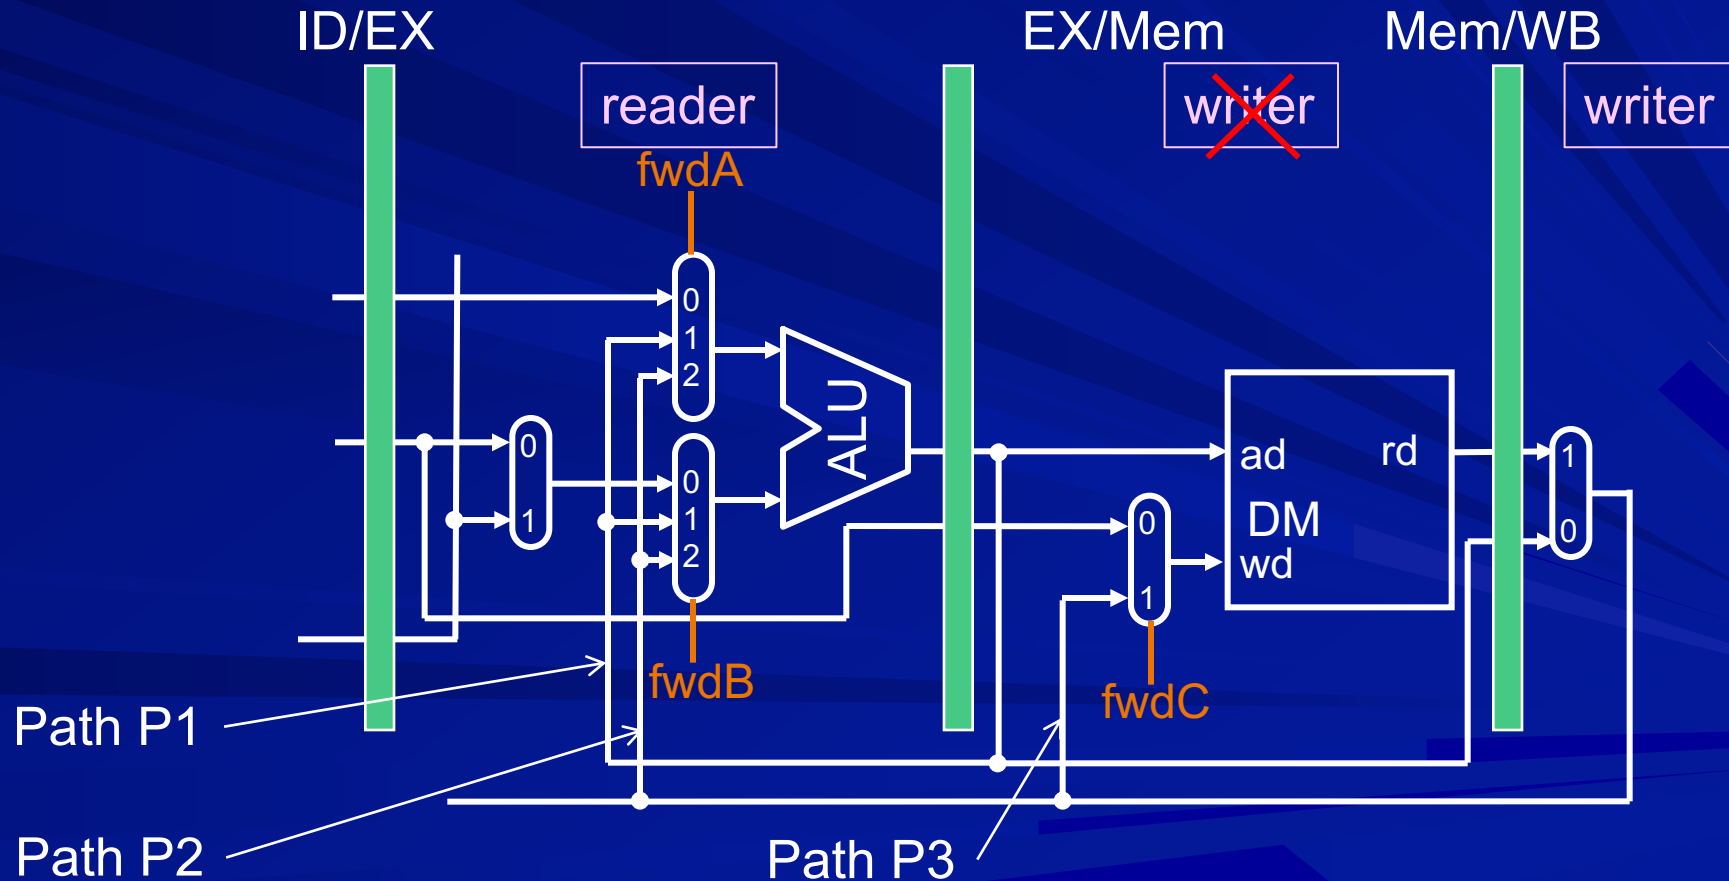 ID/EX
EX/Mem
Mem/WB
reader
writer
writer
fwdA
0
1
2
ALU
0
1
0
1
2
ad
rd
DM
wd
0
1
1
0
fwdB
fwdC
Path P1
Path P2
Path P3